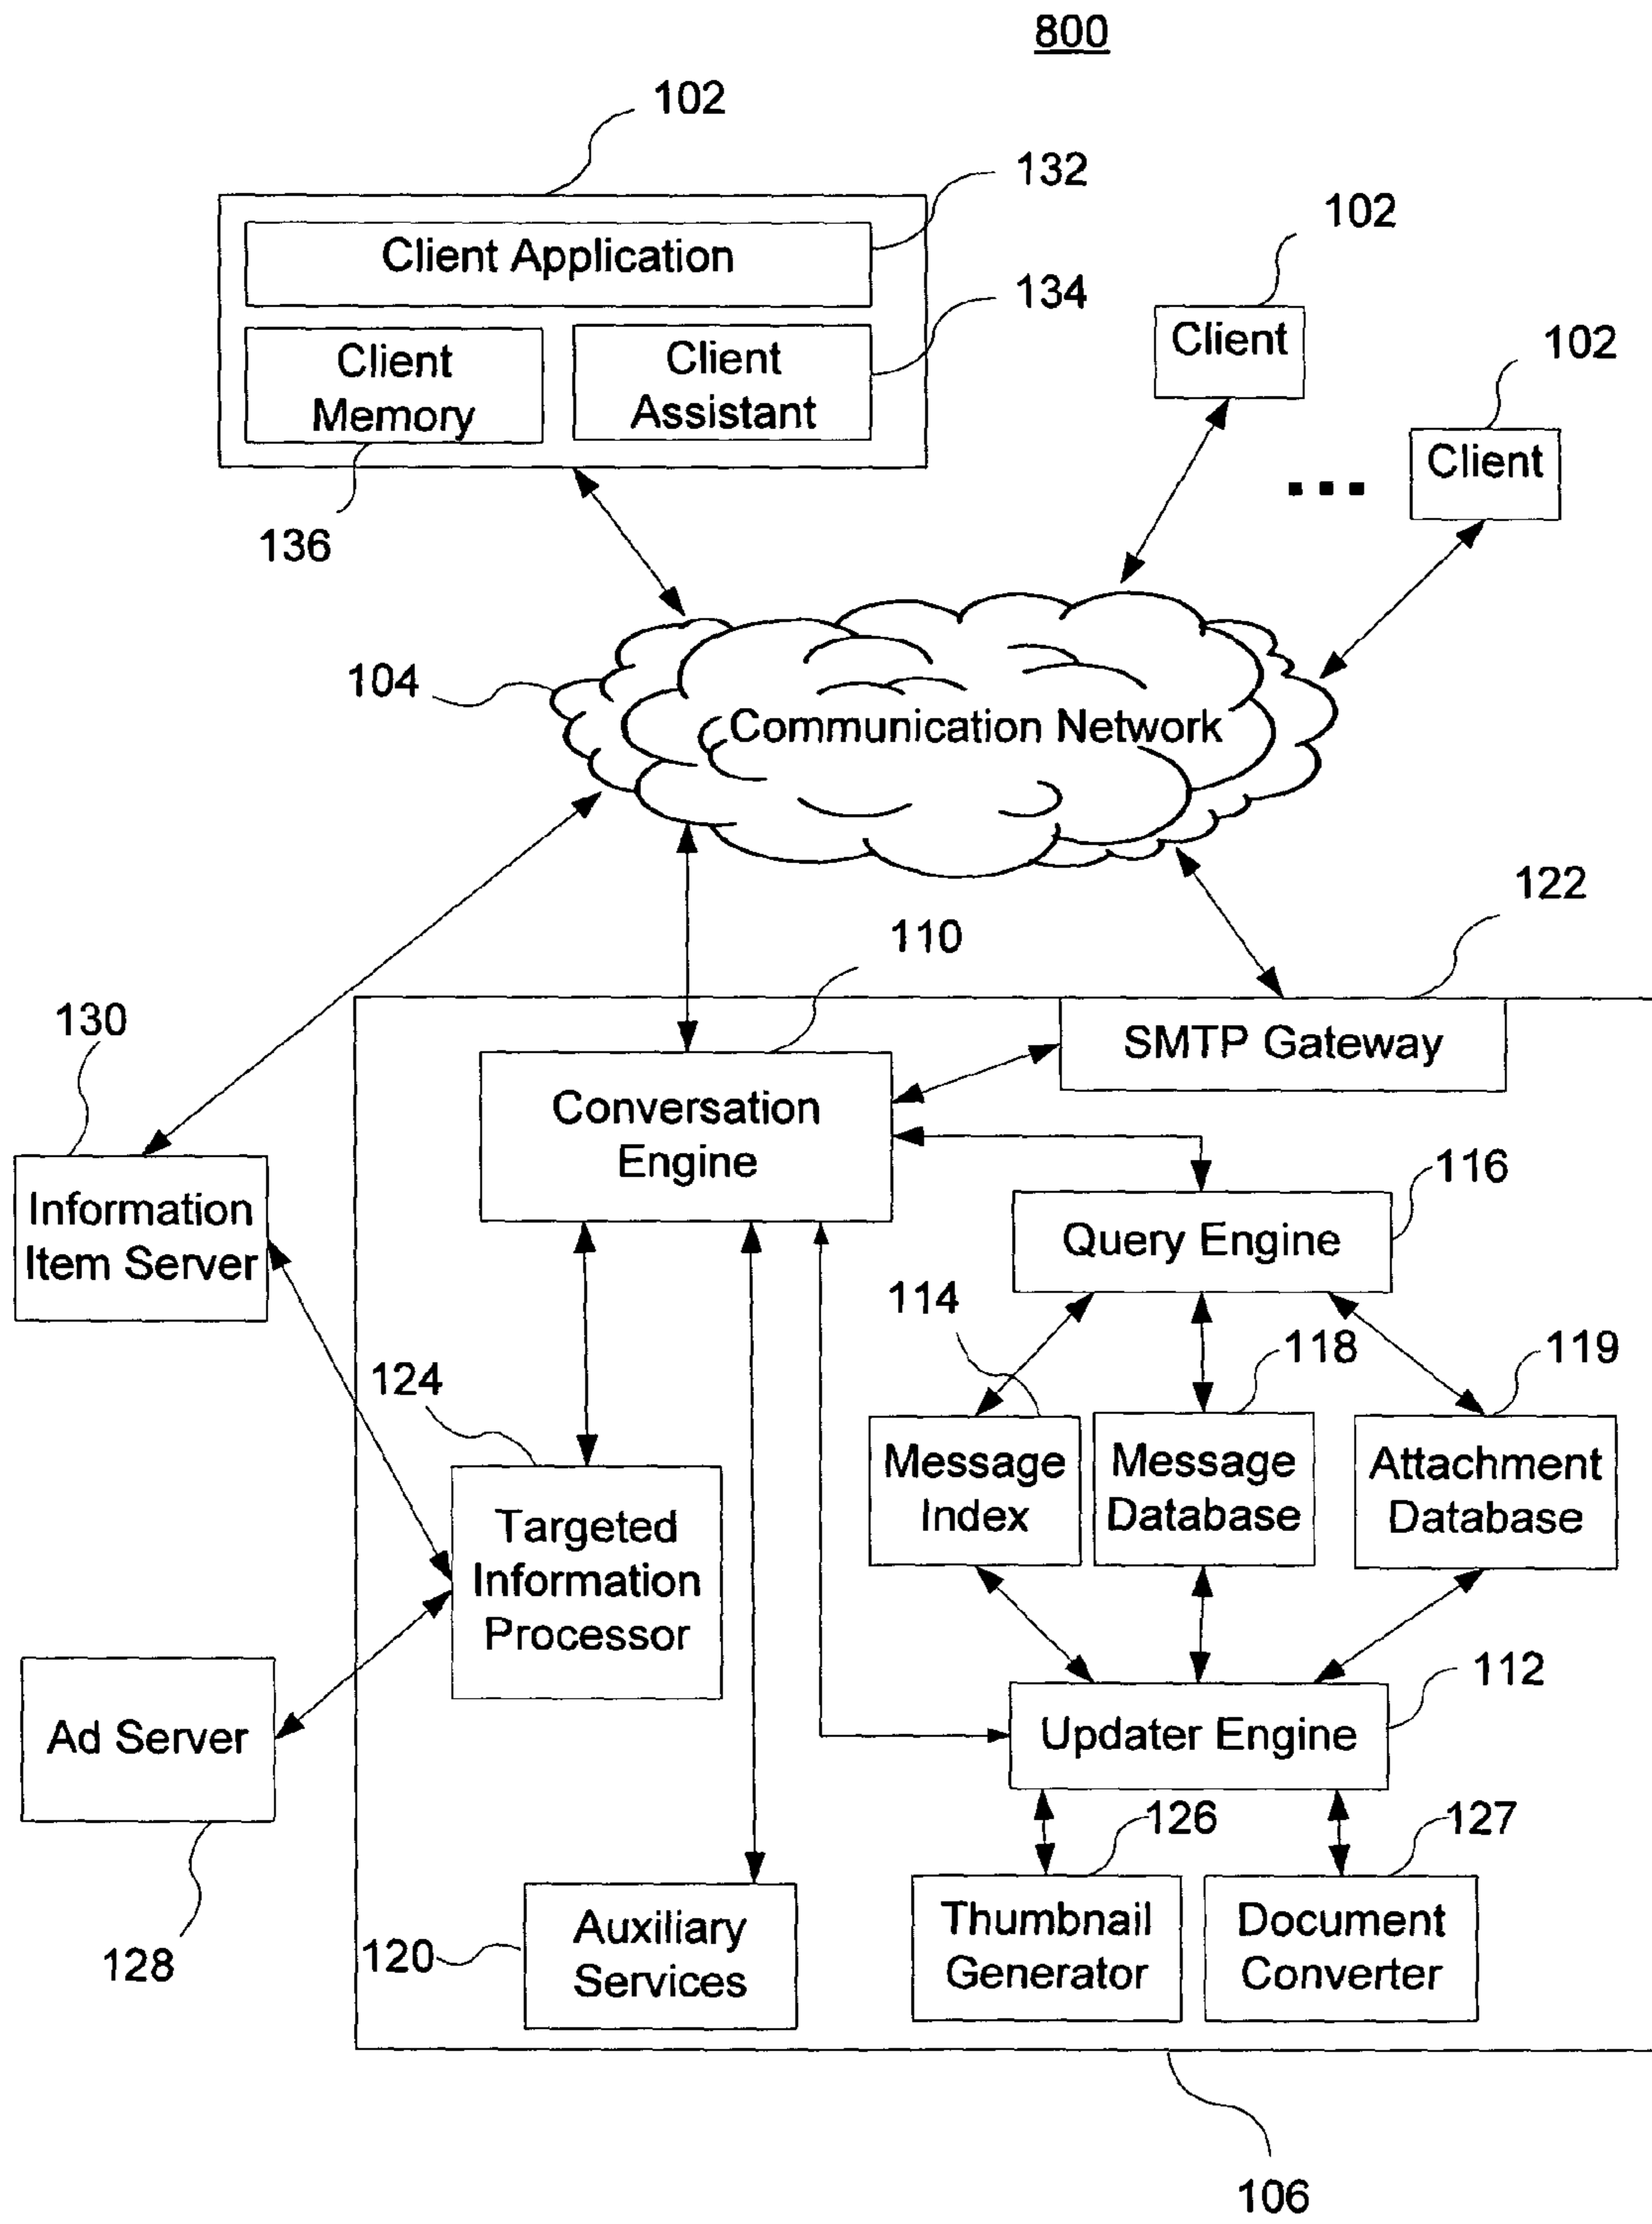 800
102
132
Client Application
102
134
Client
Memory
Client
Assistant
Client
102
Client
136
104
Communication Network
122
110
130
SMTP Gateway
Conversation
Engine
116
Information
Item Server
Query Engine
114
118
119
124
Message
Index
Message
Database
Attachment
Database
Targeted
Information
Processor
112
Ad Server
Updater Engine
126
127
128
120
Auxiliary
Services
Thumbnail
Generator
Document
Converter
106